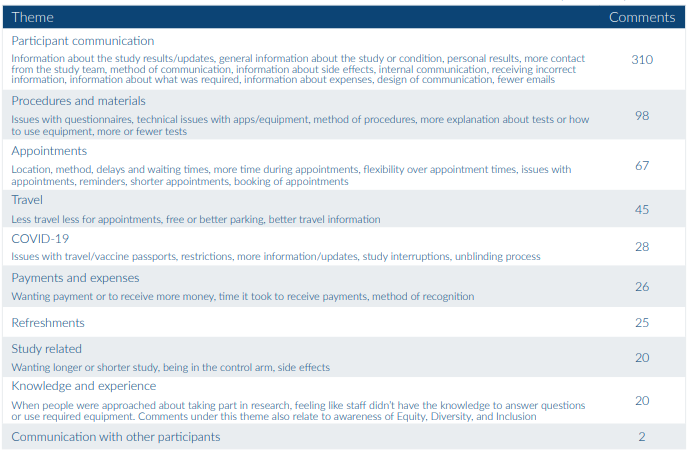 Theme Comments
Participant communication
Information about the study results/updates, general information about the study or condition, personal results, more contact
from the study team, method of communication, information about side effects, internal communication, receiving incorrect
information, information about what was required, information about expenses, design of communication, fewer emails
310
Procedures and materials
Issues with questionnaires, technical issues with apps/equipment, method of procedures, more explanation about tests or how
to use equipment, more or fewer tests
98
Appointments
Location, method, delays and waiting times, more time during appointments, flexibility over appointment times, issues with
appointments, reminders, shorter appointments, booking of appointments
67
Travel
Less travel less for appointments, free or better parking, better travel information
45
COVID-19
Issues with travel/vaccine passports, restrictions, more information/updates, study interruptions, unblinding process
28
Payments and expenses
Wanting payment or to receive more money, time it took to receive payments, method of recognition
26
Refreshments 25
Study related
Wanting longer or shorter study, being in the control arm, side effects
20
Knowledge and experience
When people were approached about taking part in research, feeling like staff didn't have the knowledge to answer questions
or use required equipment. Comments under this theme also relate to awareness of Equity, Diversity, and Inclusion
20
Communication with other participants 2